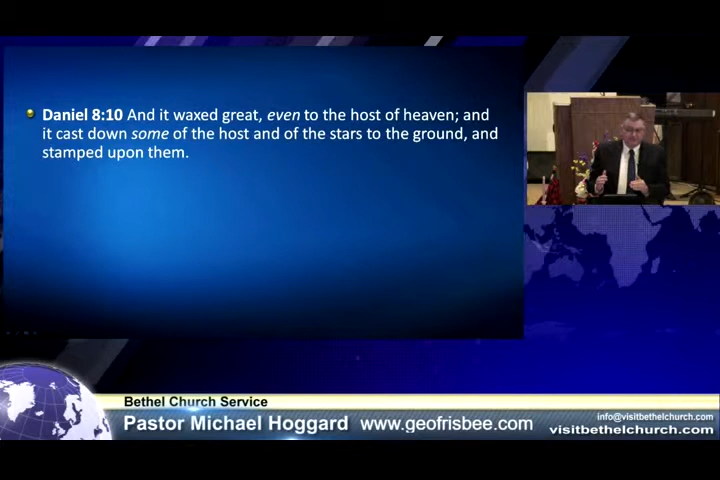 Daniel 8:10 And it waxed great, even to the host of heaven; and
it cast down some of the host and of the stars to the ground, and
stamped upon them.
Bethel Church Service
Pastor Michael Hoggard www.geofrisbee.com
info@visitbethelchurch.com
visitbethelchurch.com